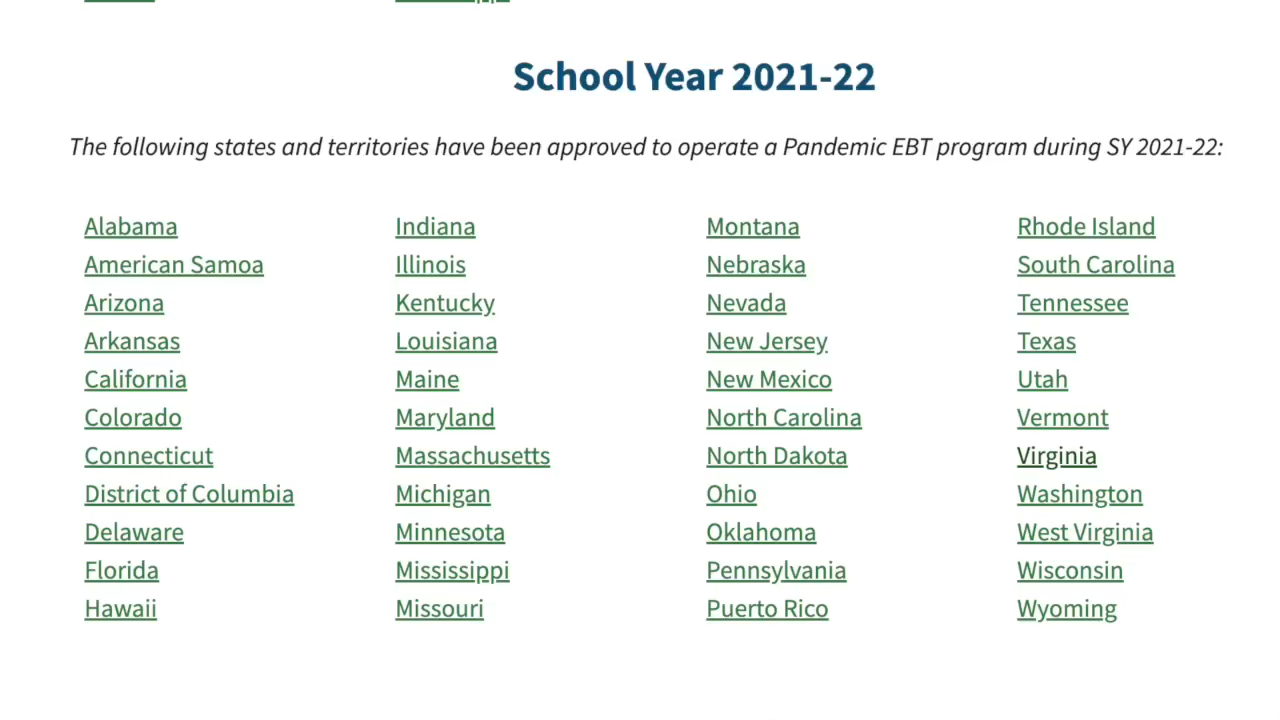 School Year 2021-22
The following states and territories have been approved to operate a Pandemic EBT program during SY 2021-22:
Alabama
American Samoa
Arizona
Arkansas
California
Colorado
Connecticut
District of Columbia
Delaware
Florida
Hawaii
Indiana
Illinois
Kentucky
Louisiana
Maine
Maryland
Massachusetts
Michigan
Minnesota
Mississippi
Missouri
Montana
Nebraska
Nevada
New Jersey
New Mexico
North Carolina
North Dakota
Ohio
Oklahoma
Pennsylvania
Puerto Rico
Rhode Island
South Carolina
Tennessee
Texas
Utah
Vermont
Virginia
Washington
West Virginia
Wisconsin
Wyoming